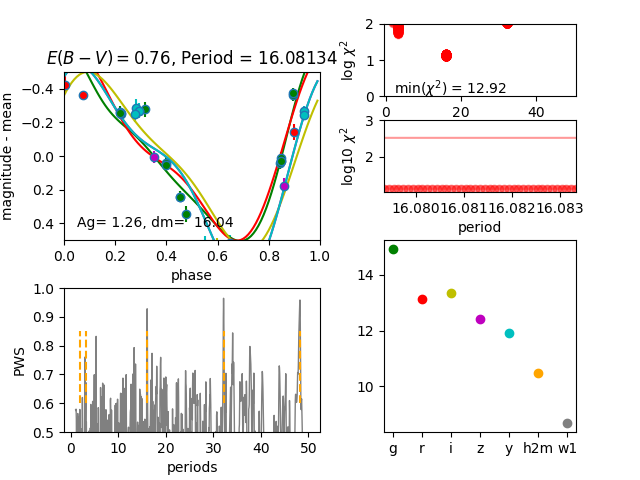 E(B − V) = 0.76, Period = 16.08134
−0.4
−0.2
0.0
0.2
0.4
magnitude - mean
Ag= 1.26, dm= 16.04
0.0 0.2 0.4 0.6 0.8 1.0
phase
2
1
0
log χ²
min(χ²) = 12.92
0 20 40
3
2
log10 χ²
16.080 16.081 16.082 16.083
period
1.0
0.9
0.8
0.7
0.6
0.5
PWS
0 10 20 30 40 50
periods
14
12
10
g r i z y h2m w1